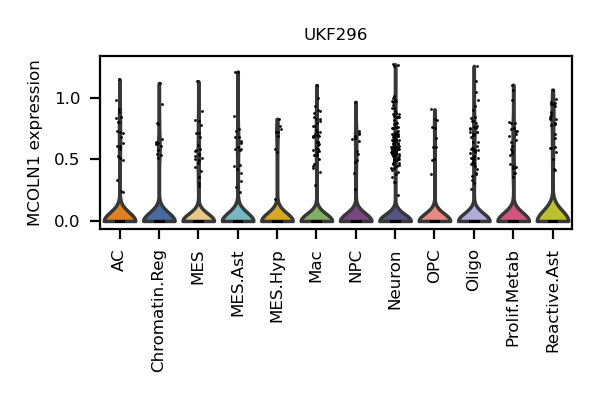 UKF296
MCOLN1 expression
1.0
0.5
0.0
AC
Chromatin.Reg
MES
MES.Ast
MES.Hyp
Mac
NPC
Neuron
OPC
Oligo
Prolif.Metab
Reactive.Ast